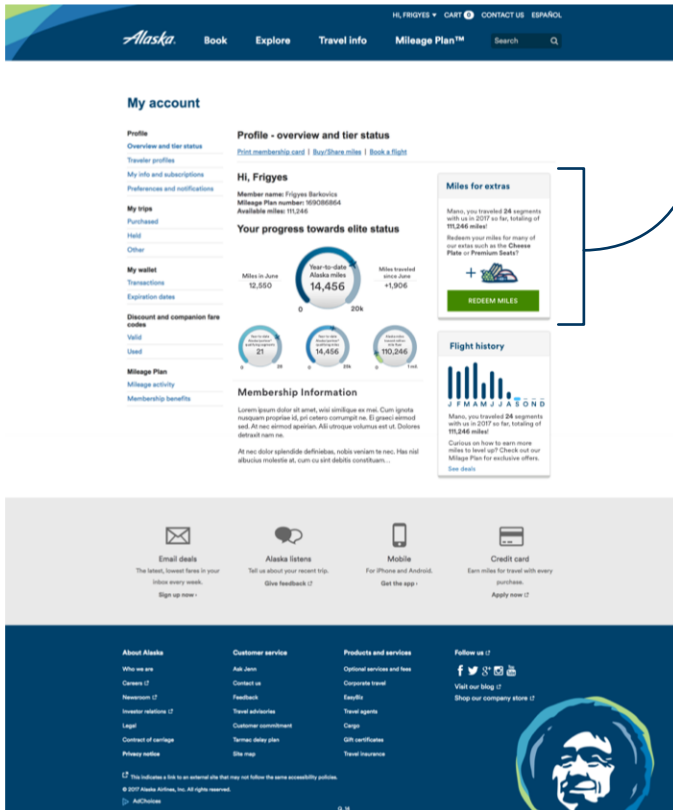 HI, FRIGYES ▾ CART 0 CONTACT US ESPAÑOL
Alaska. Book Explore Travel info Mileage Plan™ Search
My account
Profile
Overview and tier status
Traveler profiles
My info and subscriptions
Preferences and notifications
My trips
Purchased
Held
Other
My wallet
Transactions
Expiration dates
Discount and companion fare
codes
Valid
Used
Mileage Plan
Mileage activity
Membership benefits
Profile - overview and tier status
Print membership card | Buy/Share miles | Book a flight
Hi, Frigyes
Member name: Frigyes Barkovics
Mileage Plan number: 169086864
Available miles: 111,246
Your progress towards elite status
Miles in June
12,550
Year-to-date
Alaska miles
14,456
0 20k
Miles traveled
since June
+1,906
21
14,456
110,246
Membership Information
Lorem ipsum dolor sit amet, wisi similique ex mei. Cum ignota
nusquam propriae id, pri cetero corrumpit ne. Ei graeci eirmod
sed. At nec eirmod apeirian. Alii utroque volumus est ut. Dolores
detraxit nam ne.
At nec dolor splendide definiebas, nobis veniam te nec. Has nisl
albucius molestie at, cum cu sint debitis constituam...
Miles for extras
Mano, you traveled 24 segments
with us in 2017 so far, totaling of
111,246 miles!
Redeem your miles for many of
our extas such as the Cheese
Plate or Premium Seats?
+
REDEEM MILES
Flight history
J F M A M J J A S O N D
Mano, you traveled 24 segments
with us in 2017 so far, totaling of
111,246 miles!
Curious on how to earn more
miles to level up? Check out our
Milage Plan for exclusive offers.
See deals
Email deals
The latest, lowest fares in your
inbox every week.
Sign up now ›
Alaska listens
Tell us about your recent trip.
Give feedback
Mobile
For iPhone and Android.
Get the app ›
Credit card
Earn miles for travel with every
purchase.
Apply now
About Alaska
Who we are
Careers
Newsroom
Investor relations
Legal
Contract of carriage
Privacy notice
Customer service
Ask Jenn
Contact us
Feedback
Travel advisories
Customer commitment
Tarmac delay plan
Site map
Products and services
Optional services and fees
Corporate travel
EasyBiz
Travel agents
Cargo
Gift certificates
Travel insurance
Follow us
Visit our blog
Shop our company store
This indicates a link to an external site that may not follow the same accessibility policies.
© 2017 Alaska Airlines, Inc. All rights reserved.
AdChoices